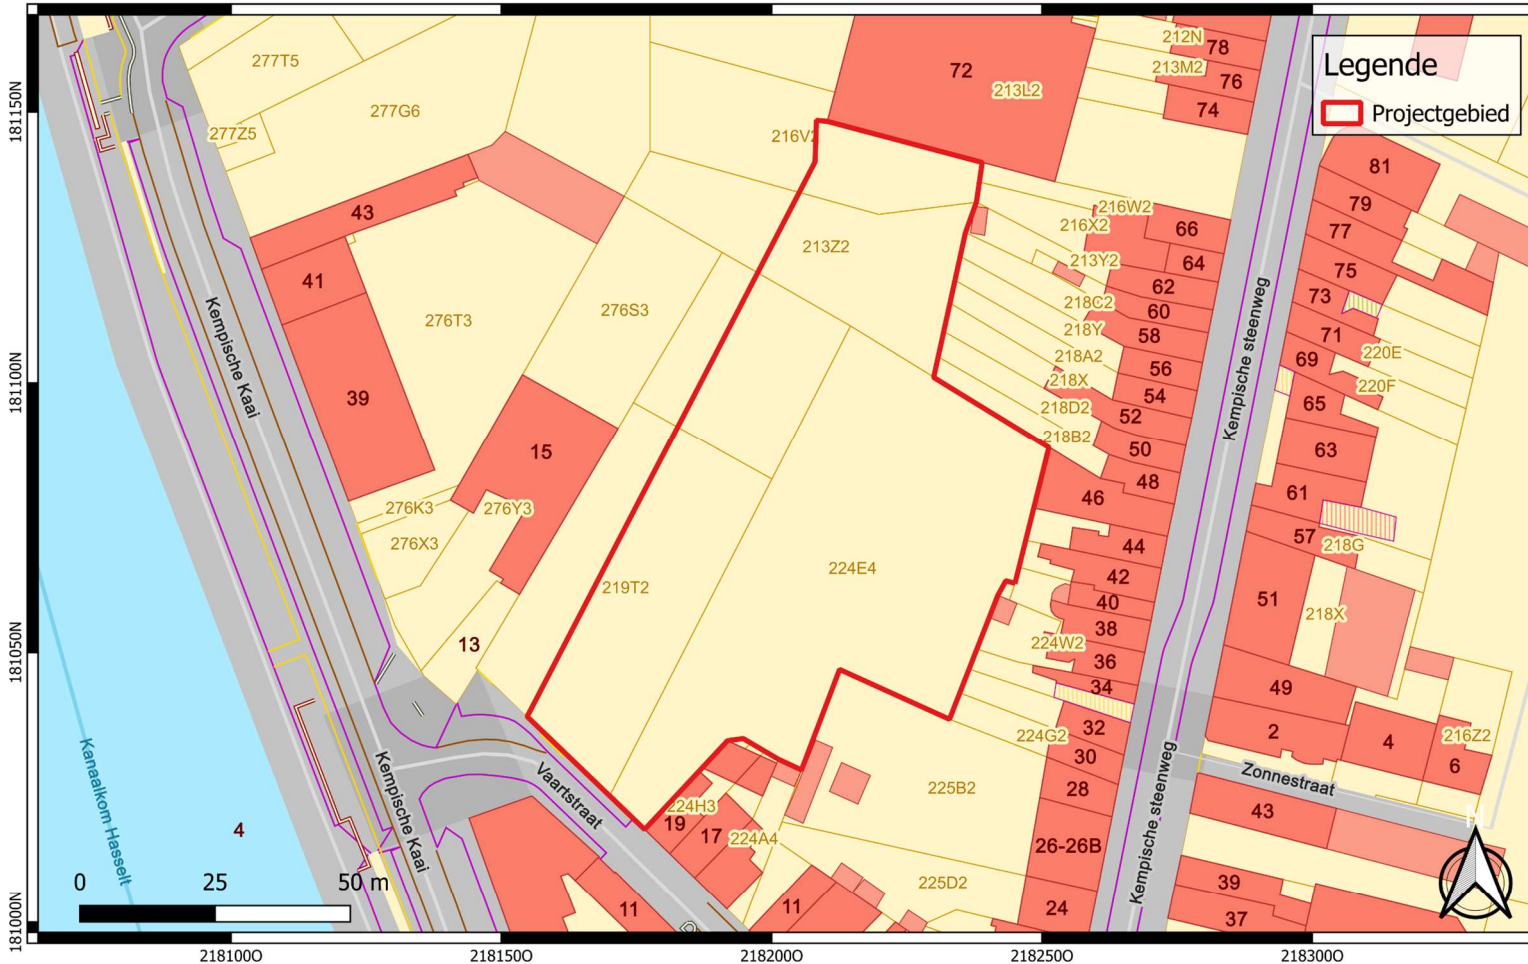 Legende
Projectgebied
277T5
277G6
277Z5
216V2
72
213L2
212N
78
213M2
76
74
81
79
77
75
73
71
69
220E
220F
65
63
61
57
218G
51
218X
49
2
4
6
216Z2
Zonnestraat
43
39
37
43
41
39
276T3
276S3
213Z2
216W2
216X2
66
213Y2
64
62
218C2
60
218Y
58
218A2
56
218X
54
218D2
52
218B2
50
48
46
44
42
40
38
224W2
36
34
32
224G2
30
28
26-26B
24
15
276K3
276Y3
276X3
13
219T2
224E4
225B2
225D2
224H3
19
17
224A4
11
11
Kempische Kaai
Kempische Kaai
Vaartstraat
Kempische steenweg
Kempische steenweg
Kanaalkom Hasselt
4
0 25 50 m
N
181150N
181100N
181050N
181000N
218100O 218150O 218200O 218250O 218300O